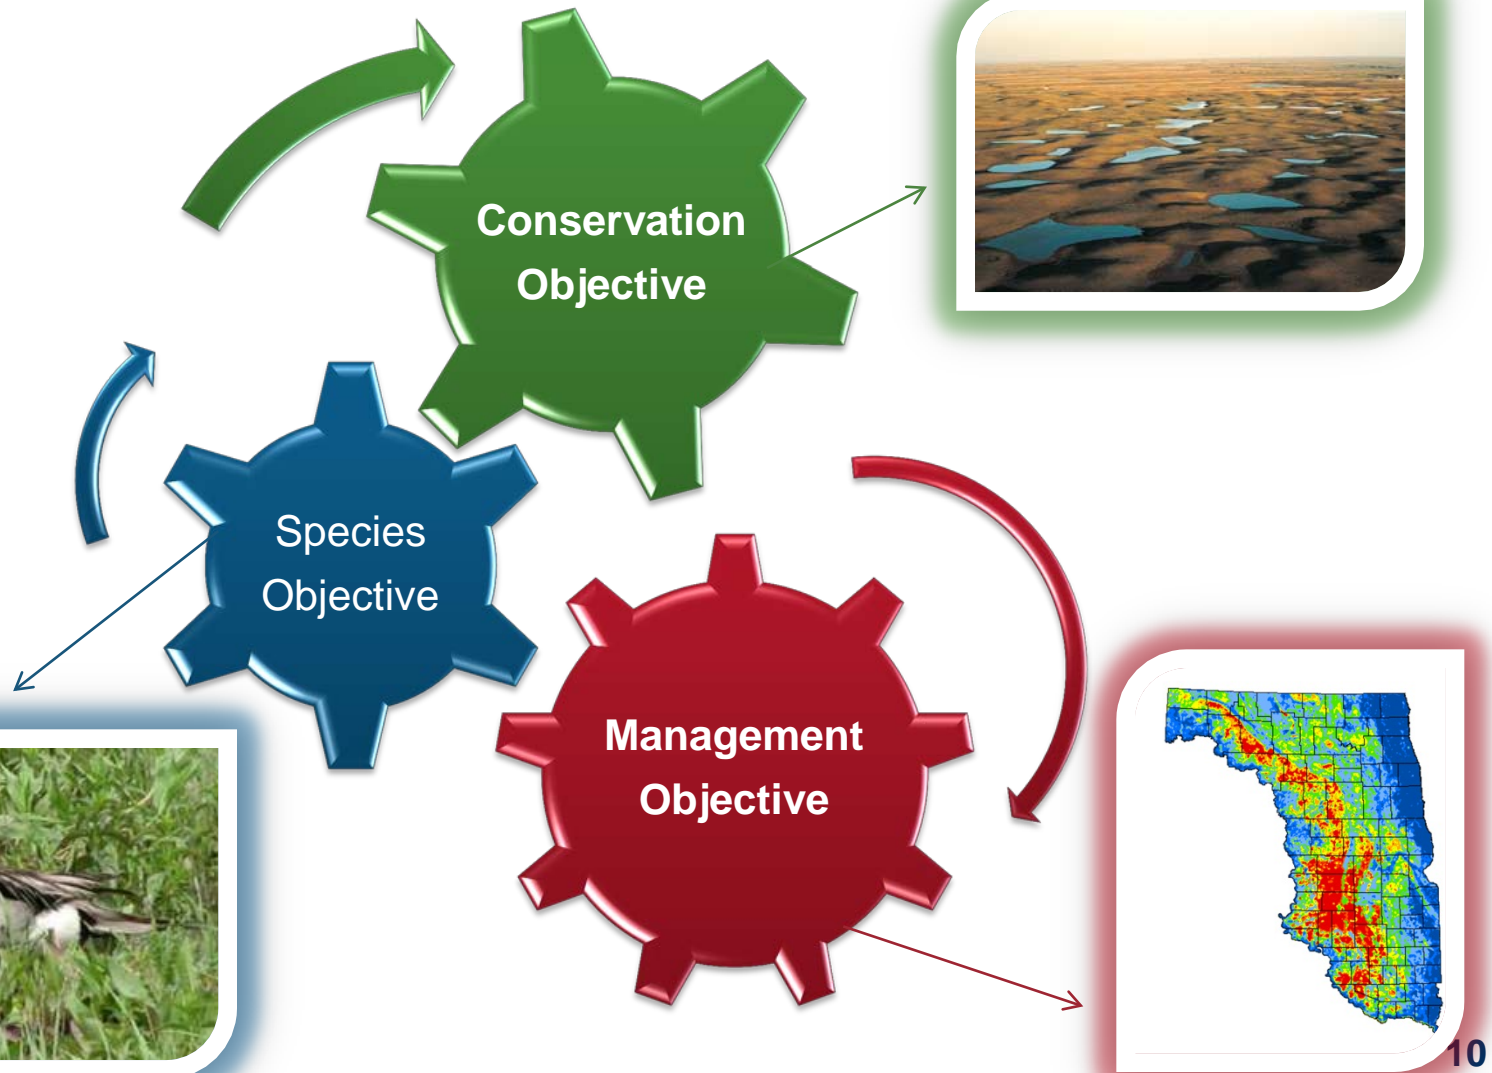 Conservation
Objective
Species
Objective
Management
Objective
10